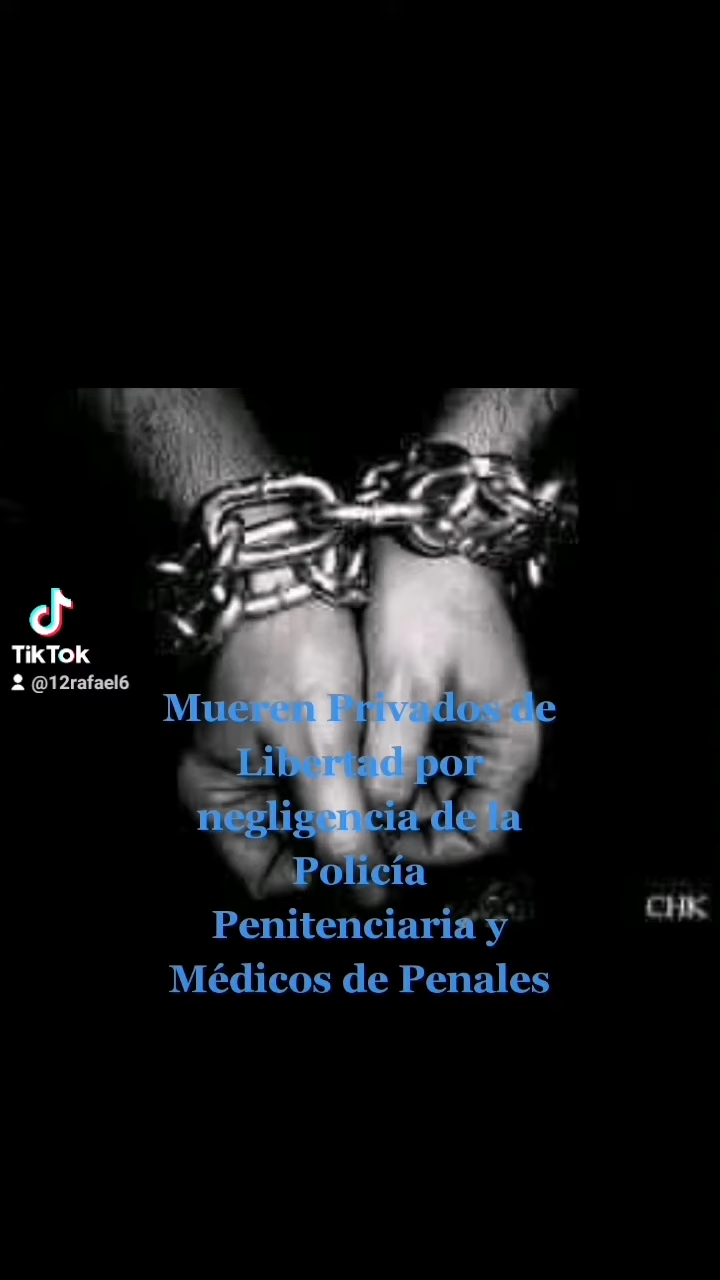 TikTok
@12rafael6
Mueren Privados de
Libertad por
negligencia de la
Policía
Penitenciaria y
Médicos de Penales
CHK